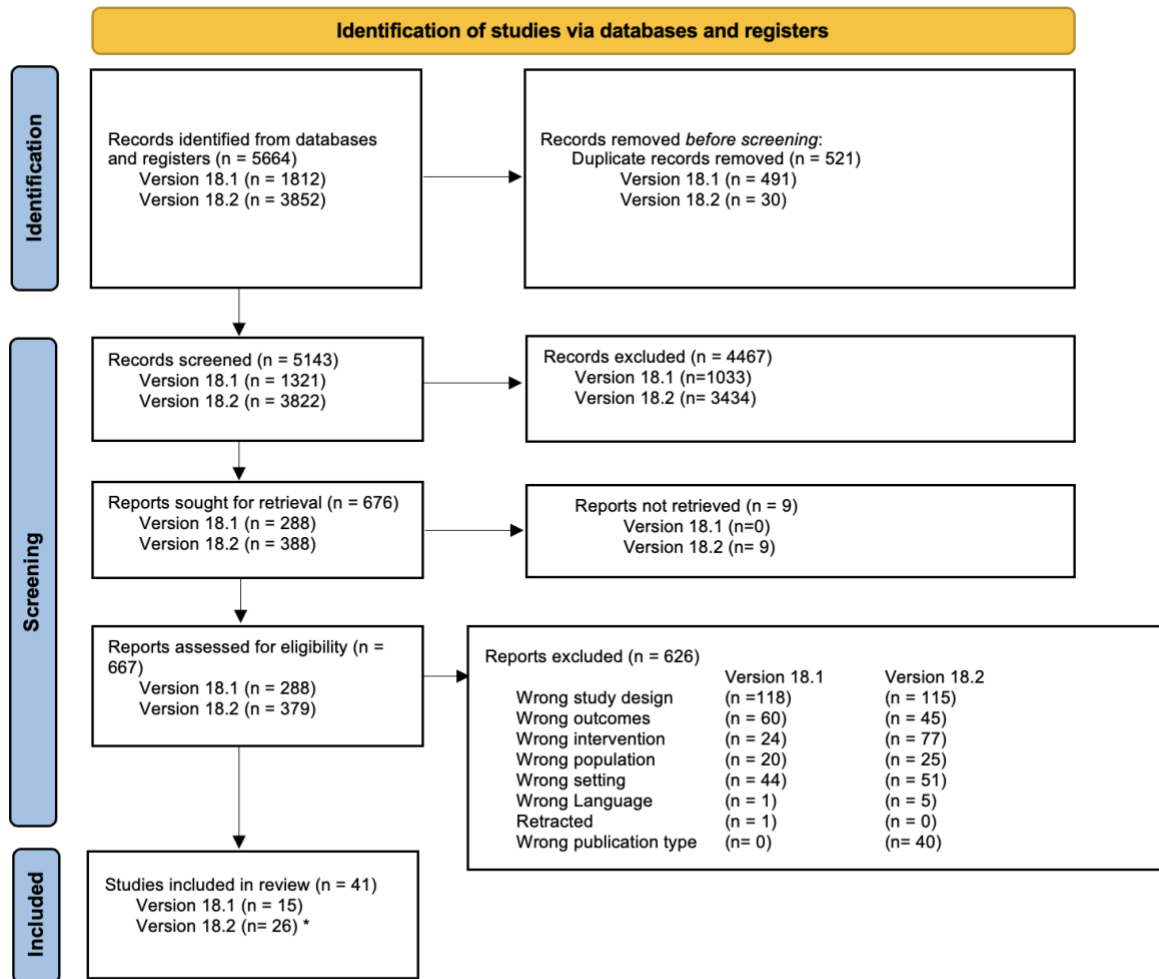 Identification of studies via databases and registers
Identification
Records identified from databases
and registers (n = 5664)
Version 18.1 (n = 1812)
Version 18.2 (n = 3852)
Records removed before screening:
Duplicate records removed (n = 521)
Version 18.1 (n = 491)
Version 18.2 (n = 30)
Screening
Records screened (n = 5143)
Version 18.1 (n = 1321)
Version 18.2 (n = 3822)
Records excluded (n = 4467)
Version 18.1 (n=1033)
Version 18.2 (n= 3434)
Reports sought for retrieval (n = 676)
Version 18.1 (n = 288)
Version 18.2 (n = 388)
Reports not retrieved (n = 9)
Version 18.1 (n=0)
Version 18.2 (n= 9)
Reports assessed for eligibility (n =
667)
Version 18.1 (n = 288)
Version 18.2 (n = 379)
Reports excluded (n = 626)
Version 18.1 Version 18.2
Wrong study design (n =118) (n = 115)
Wrong outcomes (n = 60) (n = 45)
Wrong intervention (n = 24) (n = 77)
Wrong population (n = 20) (n = 25)
Wrong setting (n = 44) (n = 51)
Wrong Language (n = 1) (n = 5)
Retracted (n = 1) (n = 0)
Wrong publication type (n= 0) (n= 40)
Included
Studies included in review (n = 41)
Version 18.1 (n = 15)
Version 18.2 (n= 26) *